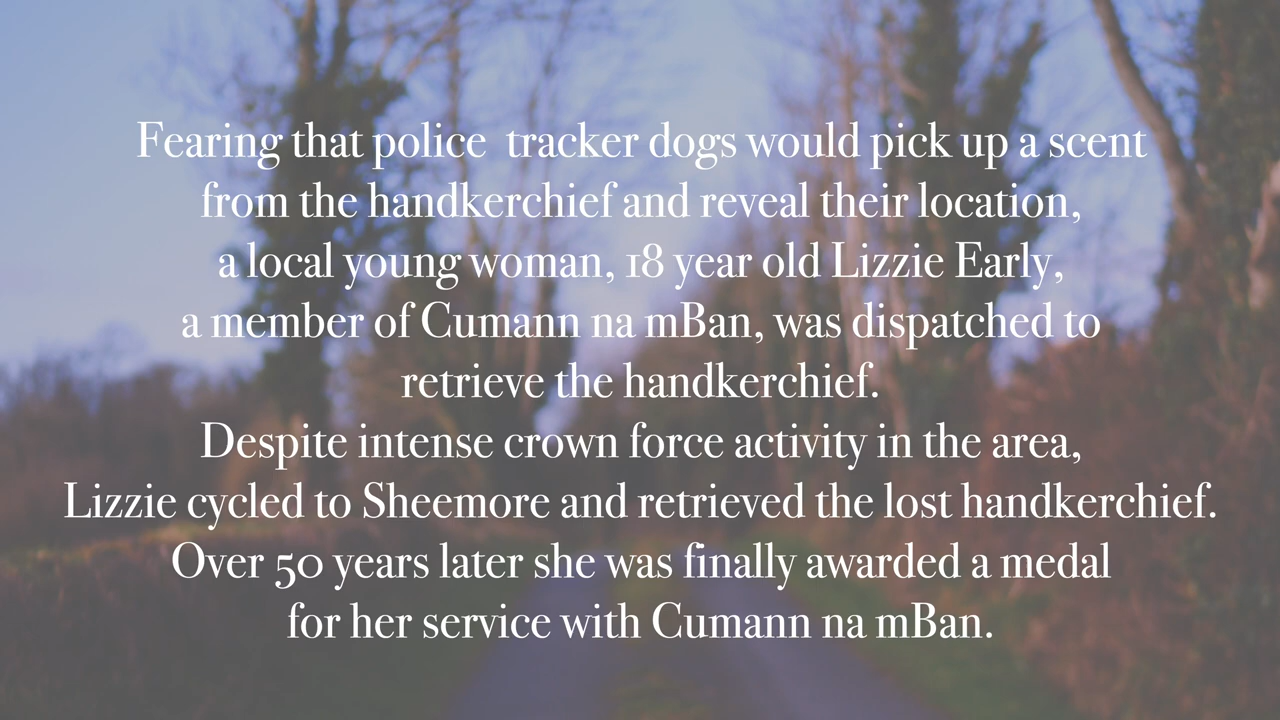 Fearing that police  tracker dogs would pick up a scent
from the handkerchief and reveal their location,
a local young woman, 18 year old Lizzie Early,
a member of Cumann na mBan, was dispatched to
retrieve the handkerchief.
Despite intense crown force activity in the area,
Lizzie cycled to Sheemore and retrieved the lost handkerchief.
Over 50 years later she was finally awarded a medal
for her service with Cumann na mBan.